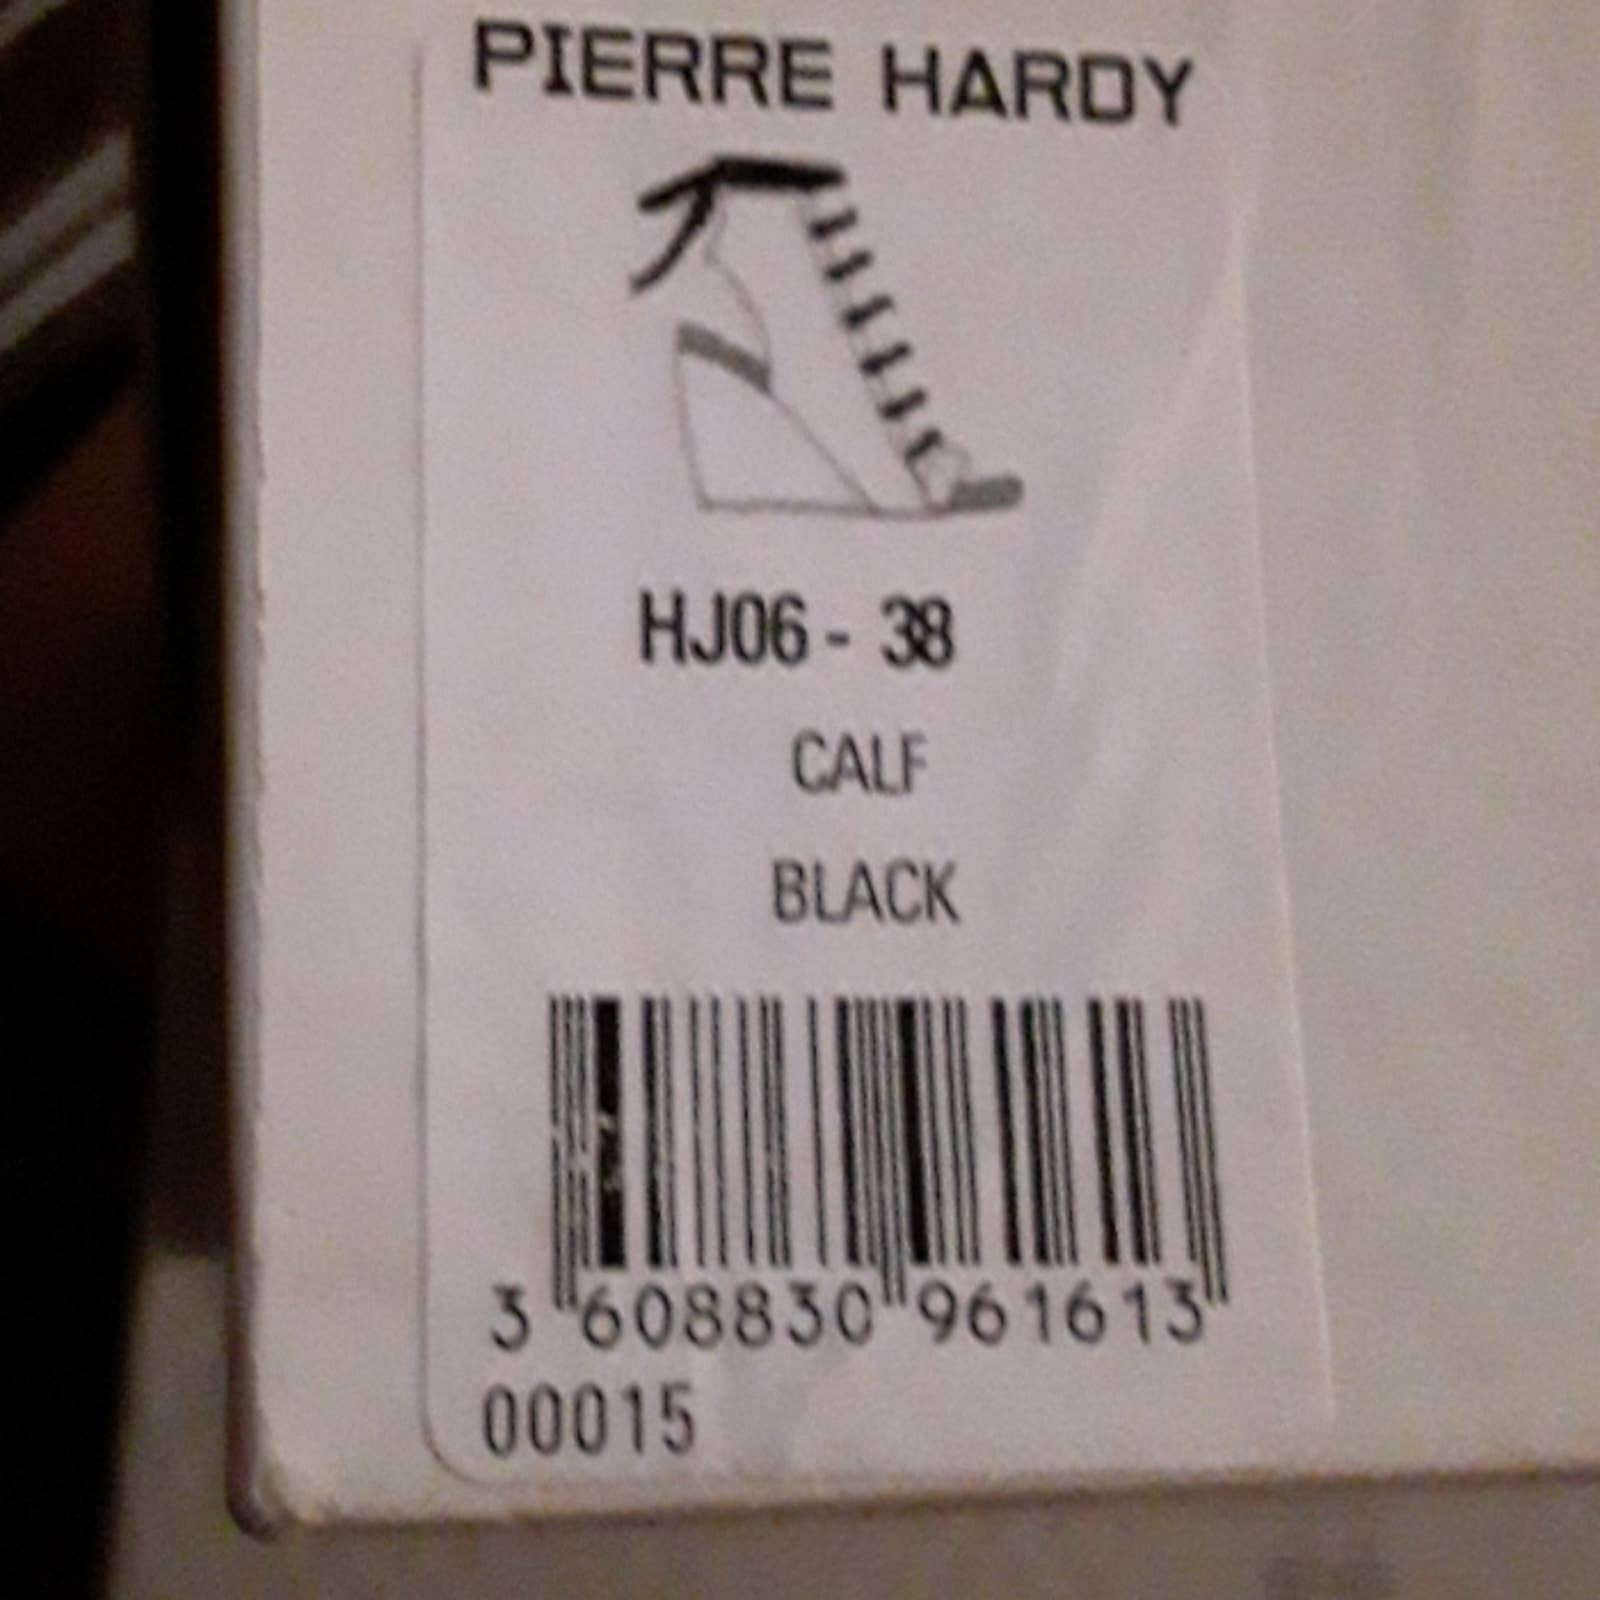 PIERRE HARDY
HJ06 - 38
CALF
BLACK
3 608830 961613
00015